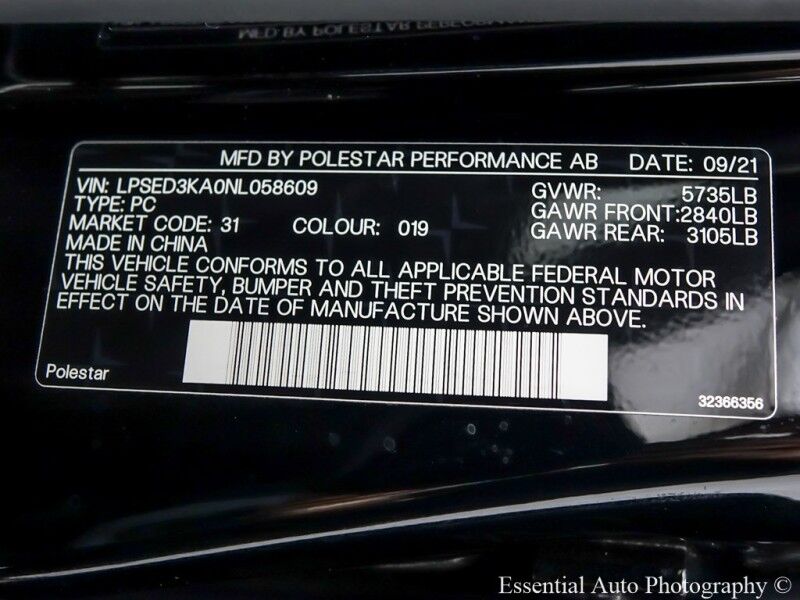 MFD BY POLESTAR PERFORMANCE AB DATE: 09/21
VIN: LPSED3KA0NL058609 GVWR: 5735LB
TYPE: PC GAWR FRONT:2840LB
MARKET CODE: 31 COLOUR: 019 GAWR REAR: 3105LB
MADE IN CHINA
THIS VEHICLE CONFORMS TO ALL APPLICABLE FEDERAL MOTOR
VEHICLE SAFETY, BUMPER AND THEFT PREVENTION STANDARDS IN
EFFECT ON THE DATE OF MANUFACTURE SHOWN ABOVE.
Polestar 32366356
Essential Auto Photography ©